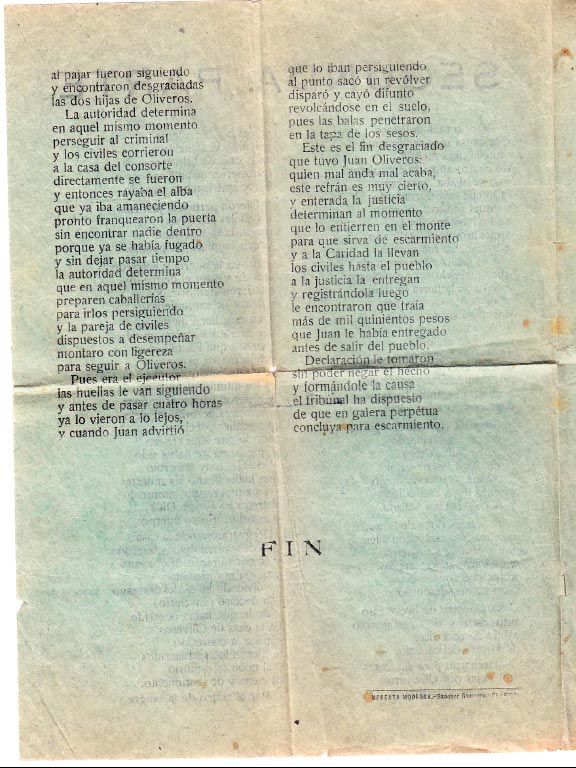 al pajar fueron siguiendo
y encontraron desgraciadas
las dos hijas de Oliveros.
La autoridad determina
en aquel mismo momento
perseguir al criminal
y los civiles corrieron
a la casa del consorte
directamente se fueron
y entonces rayaba el alba
que ya iba amaneciendo
pronto franquearon la puerta
sin encontrar nadie dentro
porque ya se había fugado
y sin dejar pasar tiempo
la autoridad determina
que en aquel mismo momento
preparen caballerías
para irlos persiguiendo
y la pareja de civiles
dispuestos a desempeñar
montaro con ligereza
para seguir a Oliveros.
Pues era el ejecutor
las huellas le van siguiendo
y antes de pasar cuatro horas
ya lo vieron a lo lejos,
y cuando Juan advirtió
que lo iban persiguiendo
al punto sacó un revólver
disparó y cayó difunto
revolcándose en el suelo,
pues las balas penetraron
en la tapa de los sesos.
Este es el fin desgraciado
que tuvo Juan Oliveros:
quien mal anda mal acaba,
este refrán es muy cierto,
y enterada la justicia
determinan al momento
que lo entierren en el monte
para que sirva de escarmiento
y a la Caridad la llevan
los civiles hasta el pueblo
a la justicia la entregan
y registrándola luego
le encontraron que traía
más de mil quinientos pesos
que Juan le había entregado
antes de salir del pueblo.
Declaración le tomaron
sin poder negar el hecho
y formándole la causa
el tribunal ha dispuesto
de que en galera perpétua
concluya para escarmiento.
FIN
IMPRENTA MODERNA.-Sánchez